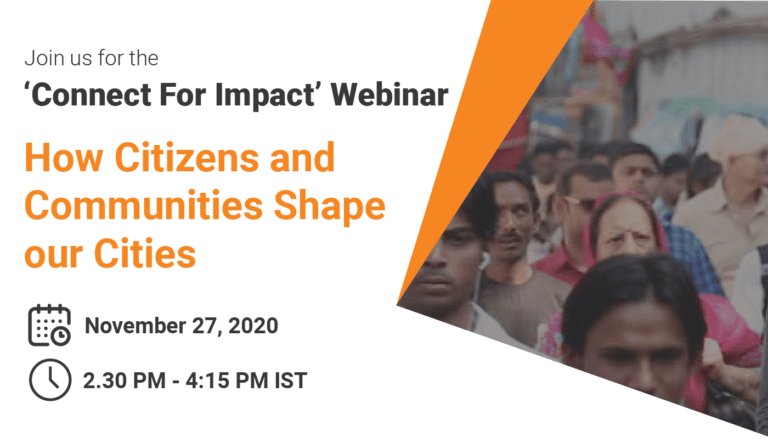 Join us for the
‘Connect For Impact’ Webinar
How Citizens and
Communities Shape
our Cities
November 27, 2020
2.30 PM - 4:15 PM IST